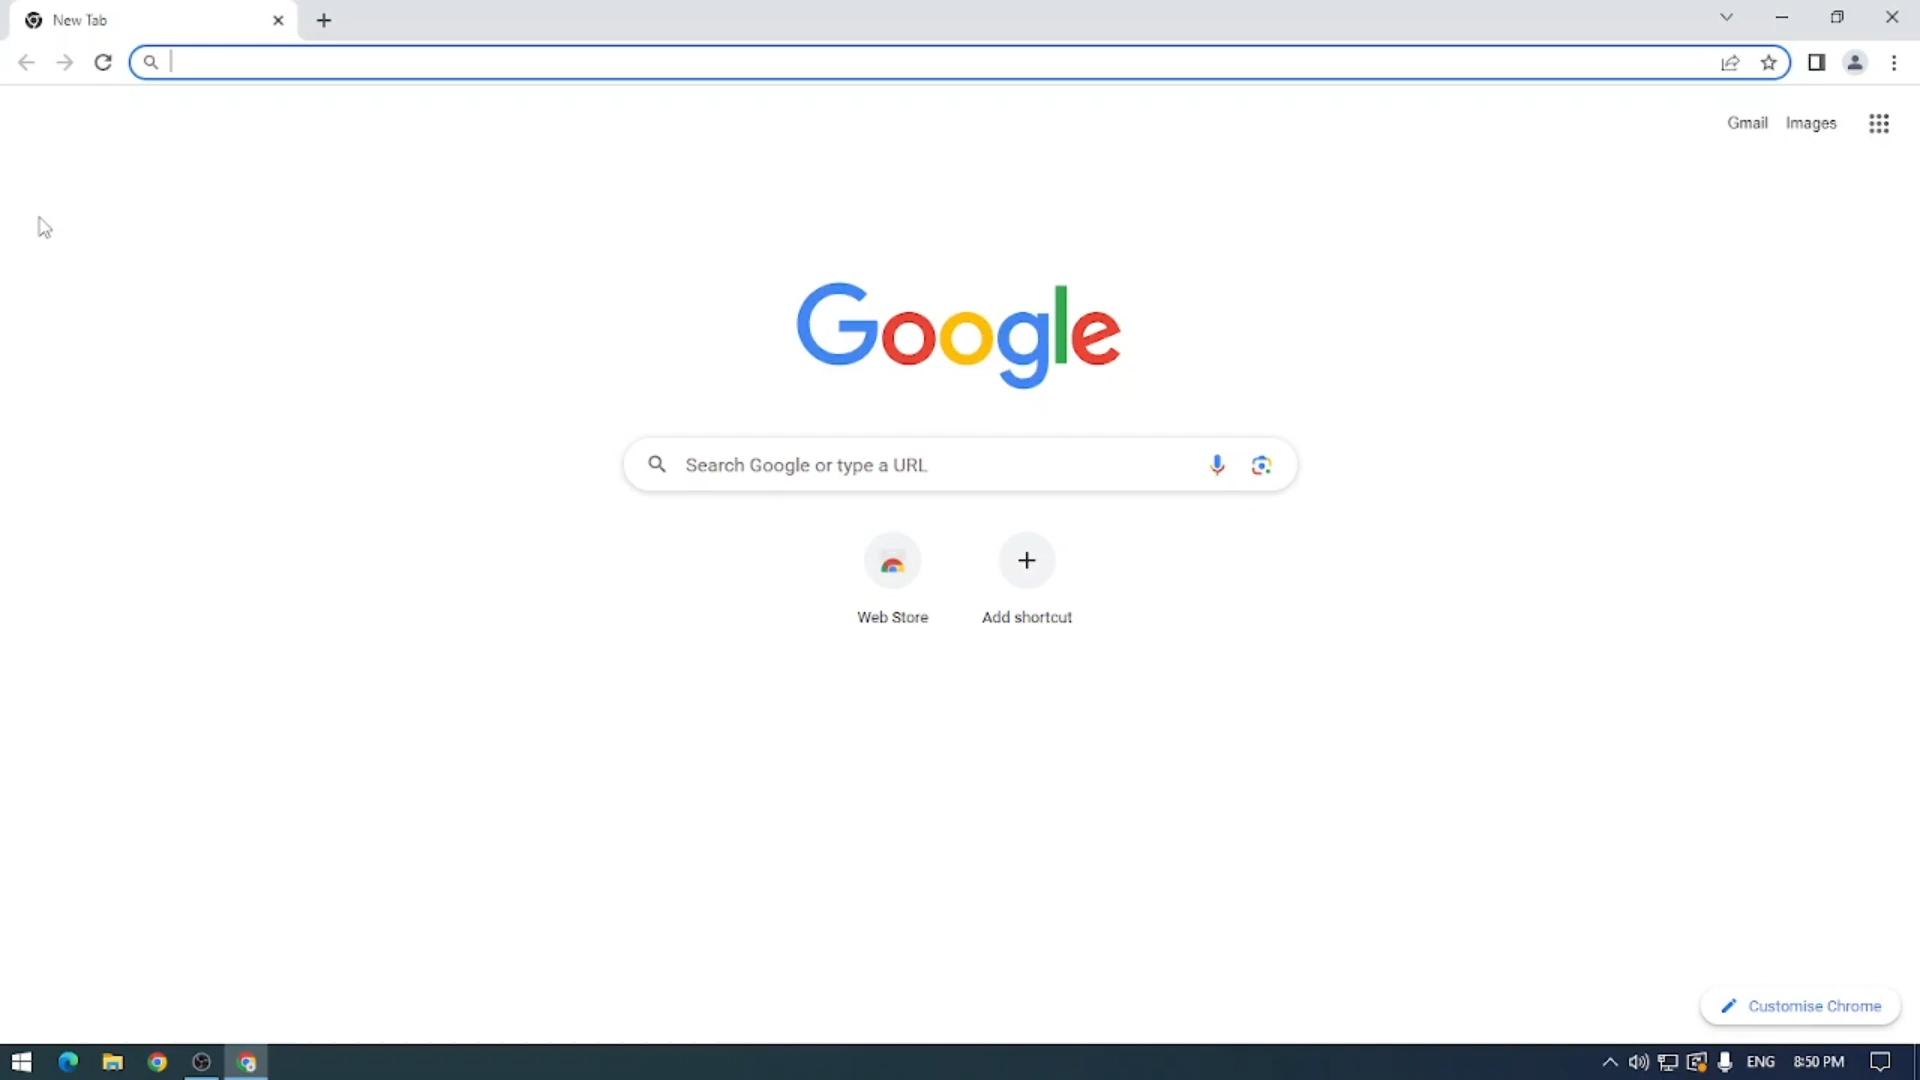 New Tab
Gmail Images
Google
Search Google or type a URL
Web Store
Add shortcut
Customise Chrome
ENG
8:50 PM